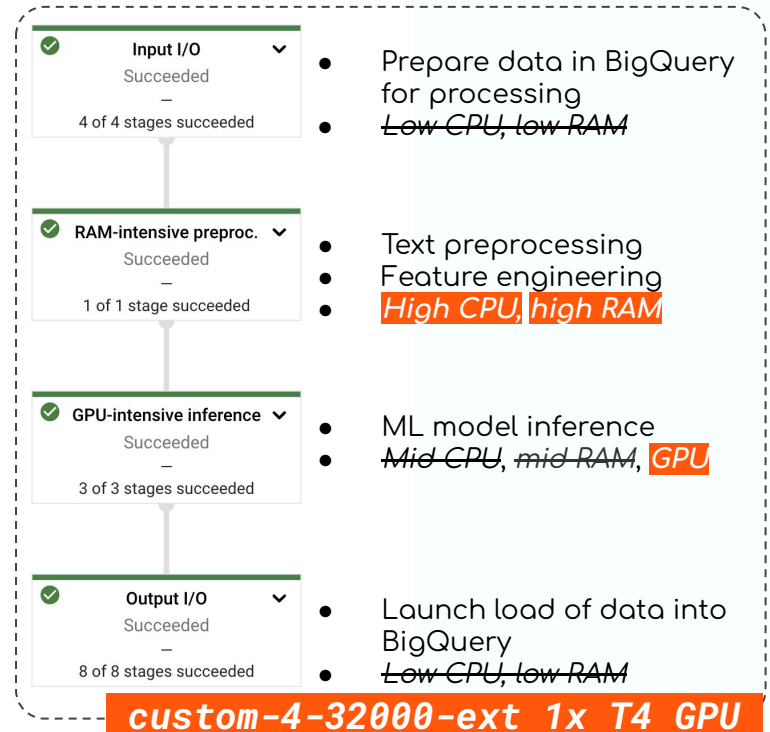 Input I/O
Succeeded
–
4 of 4 stages succeeded
● Prepare data in BigQuery
for processing
● Low CPU, low RAM
RAM-intensive preproc.
Succeeded
–
1 of 1 stage succeeded
● Text preprocessing
● Feature engineering
● High CPU, high RAM
GPU-intensive inference
Succeeded
–
3 of 3 stages succeeded
● ML model inference
● Mid CPU, mid RAM, GPU
Output I/O
Succeeded
–
8 of 8 stages succeeded
● Launch load of data into
BigQuery
● Low CPU, low RAM
custom-4-32000-ext 1x T4 GPU